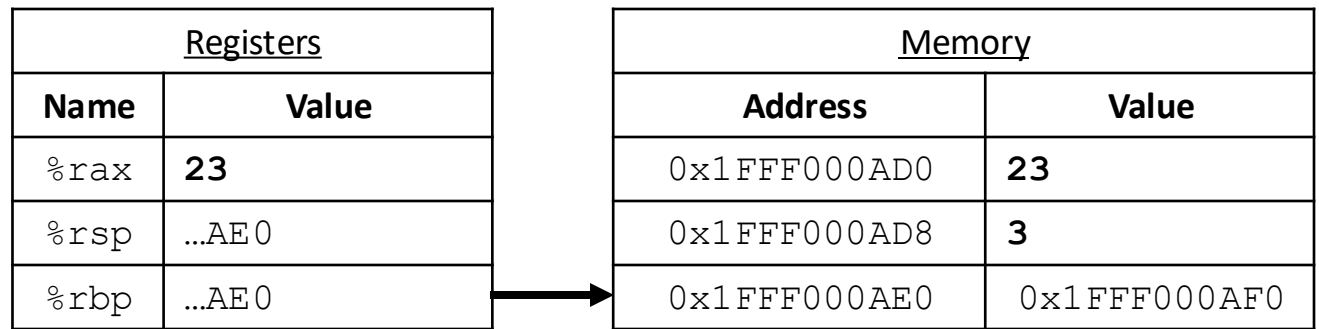 Registers
Name Value
%rax 23
%rsp …AE0
%rbp …AE0
Memory
Address Value
0x1FFF000AD0 23
0x1FFF000AD8 3
0x1FFF000AE0 0x1FFF000AF0